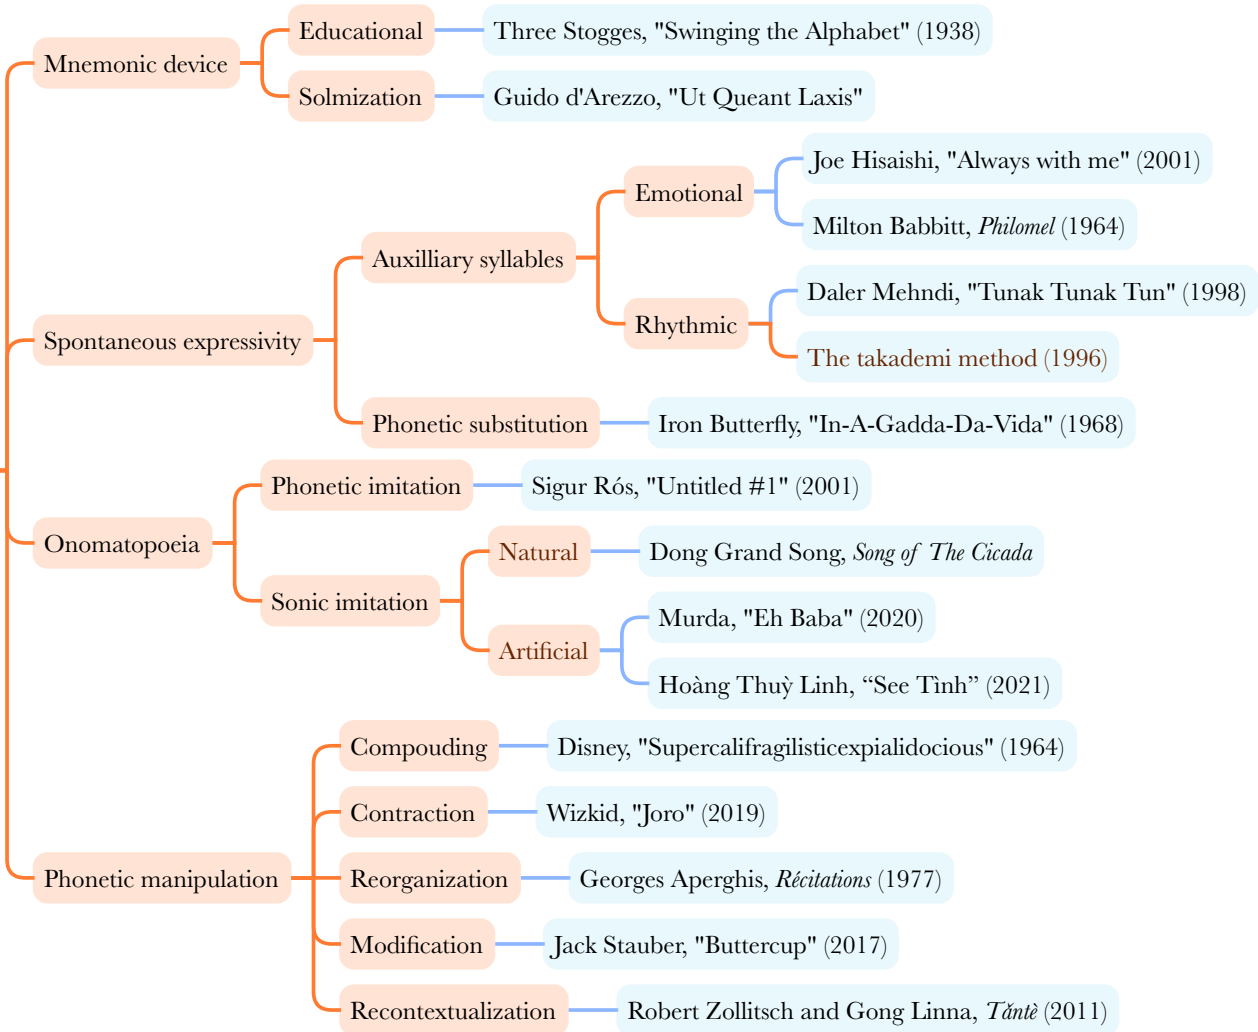 Mnemonic device
Educational
Three Stogges, "Swinging the Alphabet" (1938)
Solmization
Guido d'Arezzo, "Ut Queant Laxis"
Spontaneous expressivity
Auxilliary syllables
Emotional
Joe Hisaishi, "Always with me" (2001)
Milton Babbitt, Philomel (1964)
Rhythmic
Daler Mehndi, "Tunak Tunak Tun" (1998)
The takademi method (1996)
Phonetic substitution
Iron Butterfly, "In-A-Gadda-Da-Vida" (1968)
Onomatopoeia
Phonetic imitation
Sigur Rós, "Untitled #1" (2001)
Sonic imitation
Natural
Dong Grand Song, Song of The Cicada
Artificial
Murda, "Eh Baba" (2020)
Hoàng Thuỳ Linh, “See Tình” (2021)
Phonetic manipulation
Compouding
Disney, "Supercalifragilisticexpialidocious" (1964)
Contraction
Wizkid, "Joro" (2019)
Reorganization
Georges Aperghis, Récitations (1977)
Modification
Jack Stauber, "Buttercup" (2017)
Recontextualization
Robert Zollitsch and Gong Linna, Tǎntè (2011)